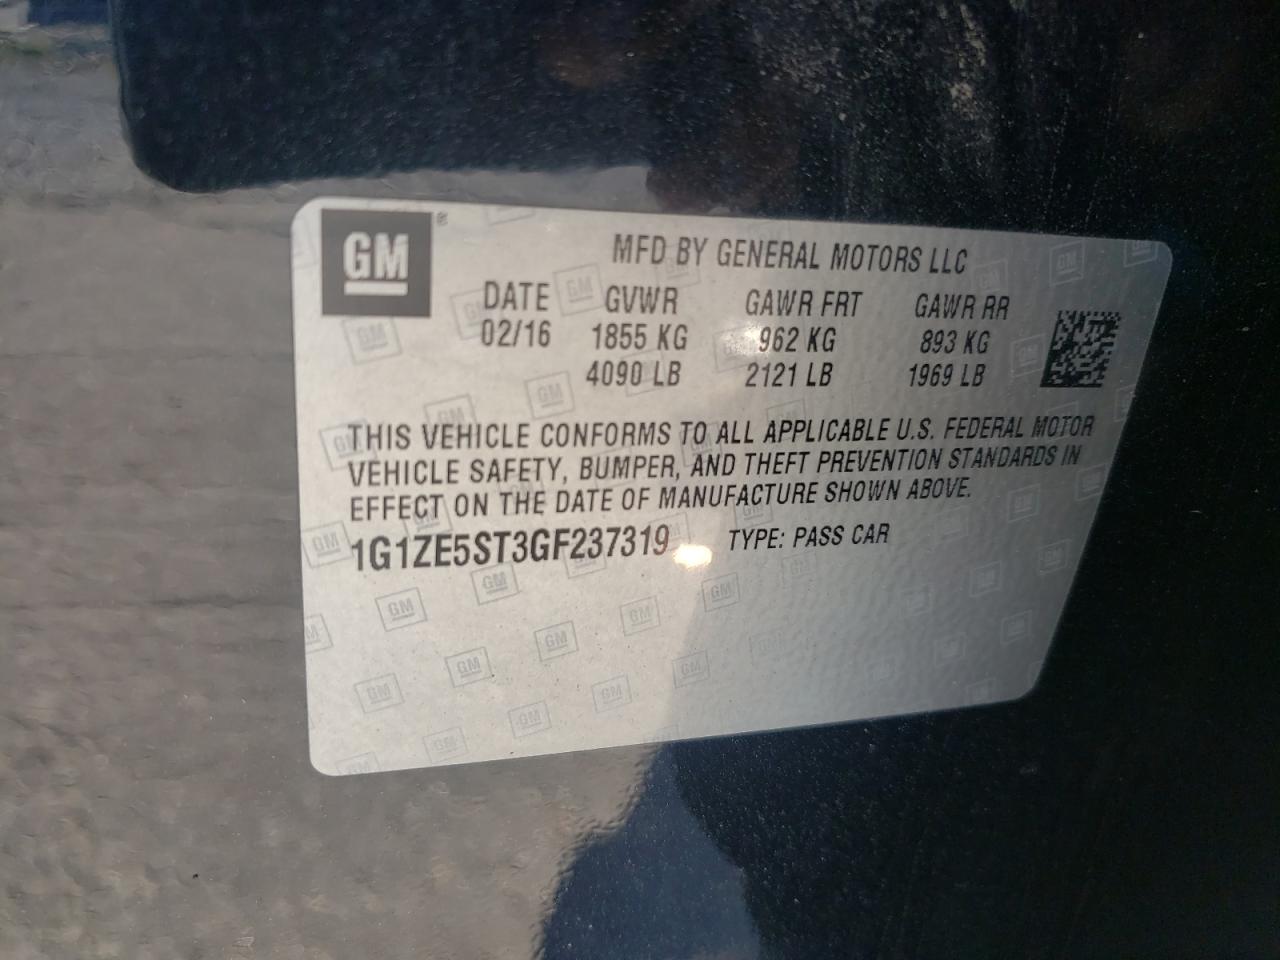 GM ®
MFD BY GENERAL MOTORS LLC
DATE GVWR GAWR FRT GAWR RR
02/16 1855 KG 962 KG 893 KG
4090 LB 2121 LB 1969 LB
THIS VEHICLE CONFORMS TO ALL APPLICABLE U.S. FEDERAL MOTOR
VEHICLE SAFETY, BUMPER, AND THEFT PREVENTION STANDARDS IN
EFFECT ON THE DATE OF MANUFACTURE SHOWN ABOVE.
1G1ZE5ST3GF237319 TYPE: PASS CAR